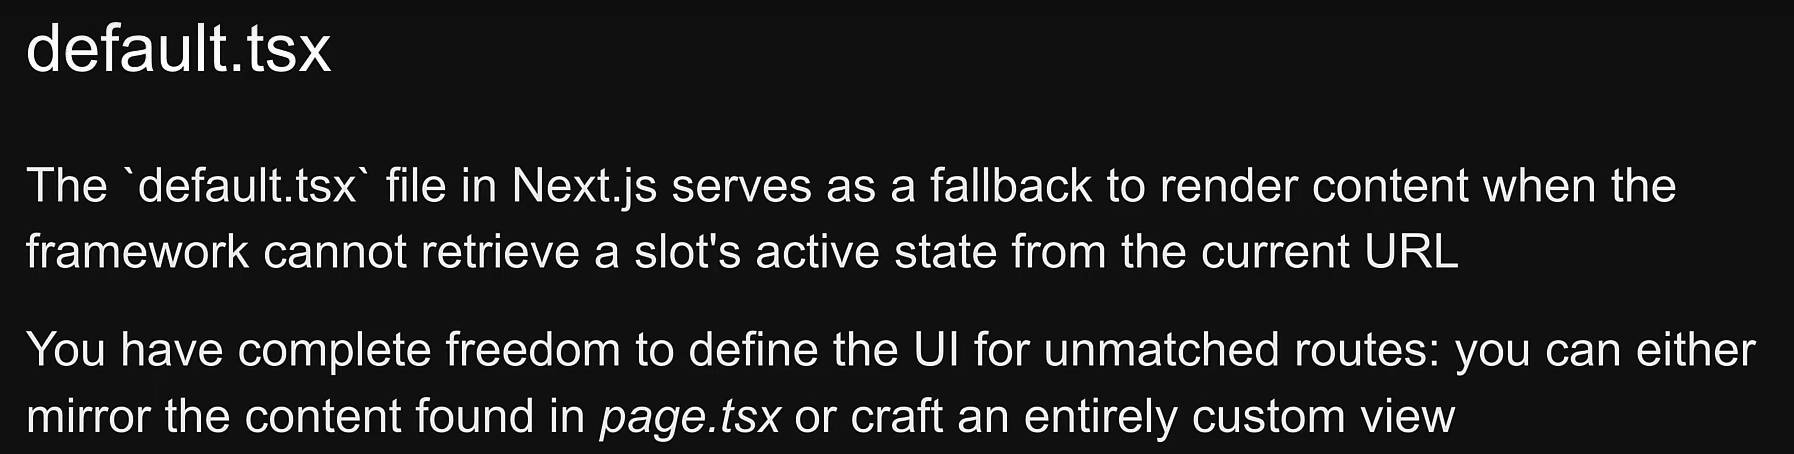 default.tsx
The `default.tsx` file in Next.js serves as a fallback to render content when the
framework cannot retrieve a slot's active state from the current URL
You have complete freedom to define the UI for unmatched routes: you can either
mirror the content found in page.tsx or craft an entirely custom view